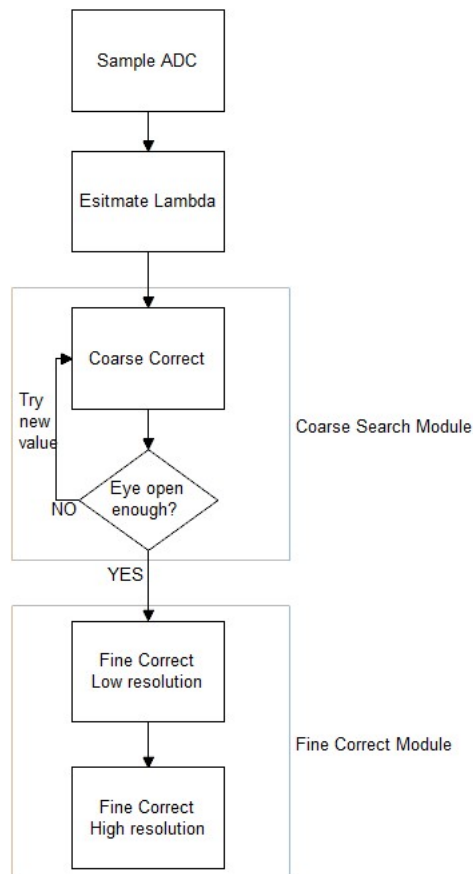 Sample ADC
Esitmate Lambda
Coarse Correct
Try
new
value
Coarse Search Module
Eye open
enough?
NO
YES
Fine Correct
Low resolution
Fine Correct Module
Fine Correct
High resolution